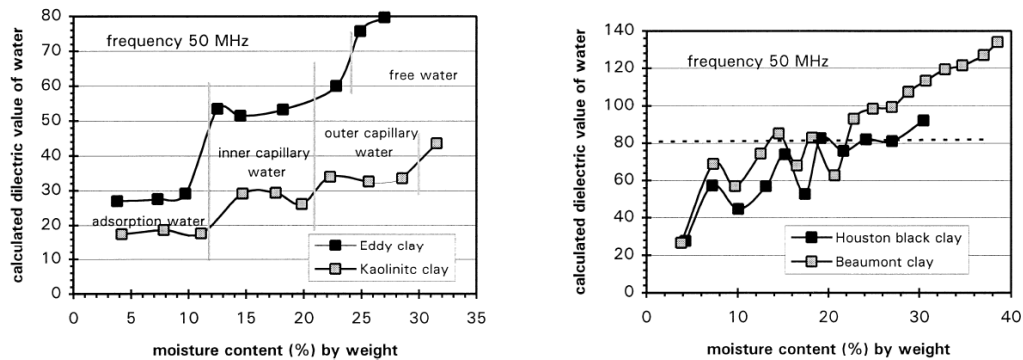 calculated dielectric value of water
80
70
60
50
40
30
20
10
0
frequency 50 MHz
free water
outer capillary
water
inner capillary
water
adsorption water
Eddy clay
Kaolinitc clay
0 5 10 15 20 25 30 35
moisture content (%) by weight
calculated dielectric value of water
140
120
100
80
60
40
20
0
frequency 50 MHz
Houston black clay
Beaumont clay
0 10 20 30 40
moisture content (%) by weight